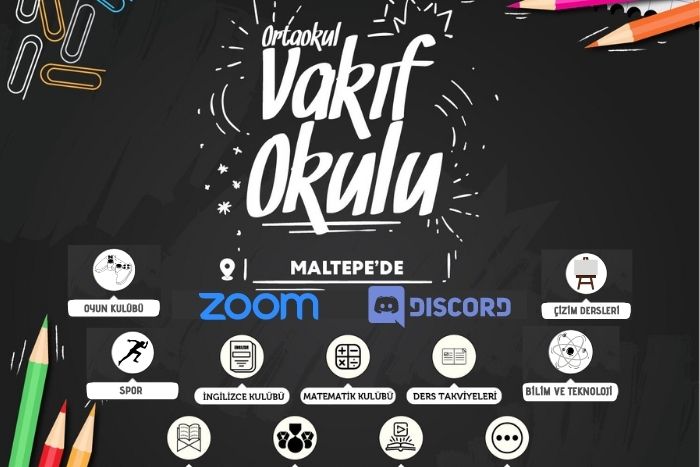 Ortaokul
Vakıf
Okulu
MALTEPE'DE
zoom
DISCORD
OYUN KULÜBÜ
ÇİZİM DERSLERİ
SPOR
ENGLISH
İNGİLİZCE KULÜBÜ
MATEMATİK KULÜBÜ
DERS TAKVİYELERİ
BİLİM VE TEKNOLOJİ